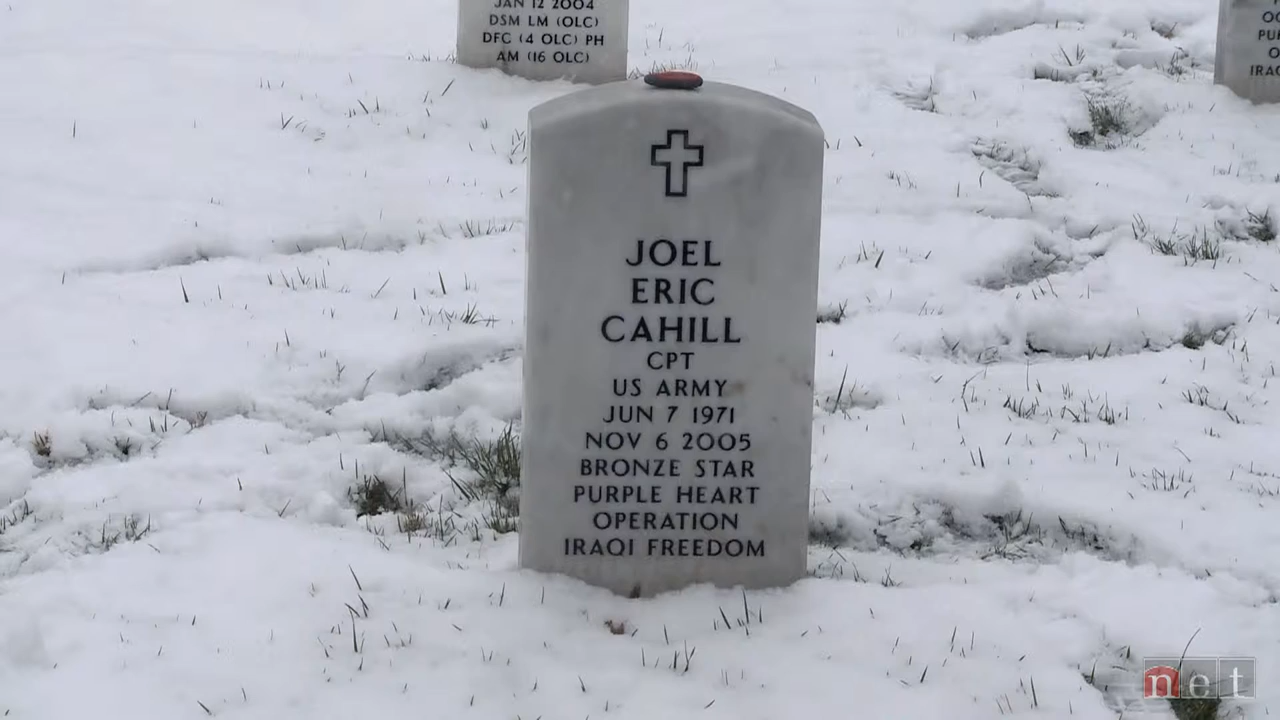 JAN 12 2004
DSM LM (OLC)
DFC (4 OLC) PH
AM (16 OLC)
JOEL
ERIC
CAHILL
CPT
US ARMY
JUN 7 1971
NOV 6 2005
BRONZE STAR
PURPLE HEART
OPERATION
IRAQI FREEDOM
net